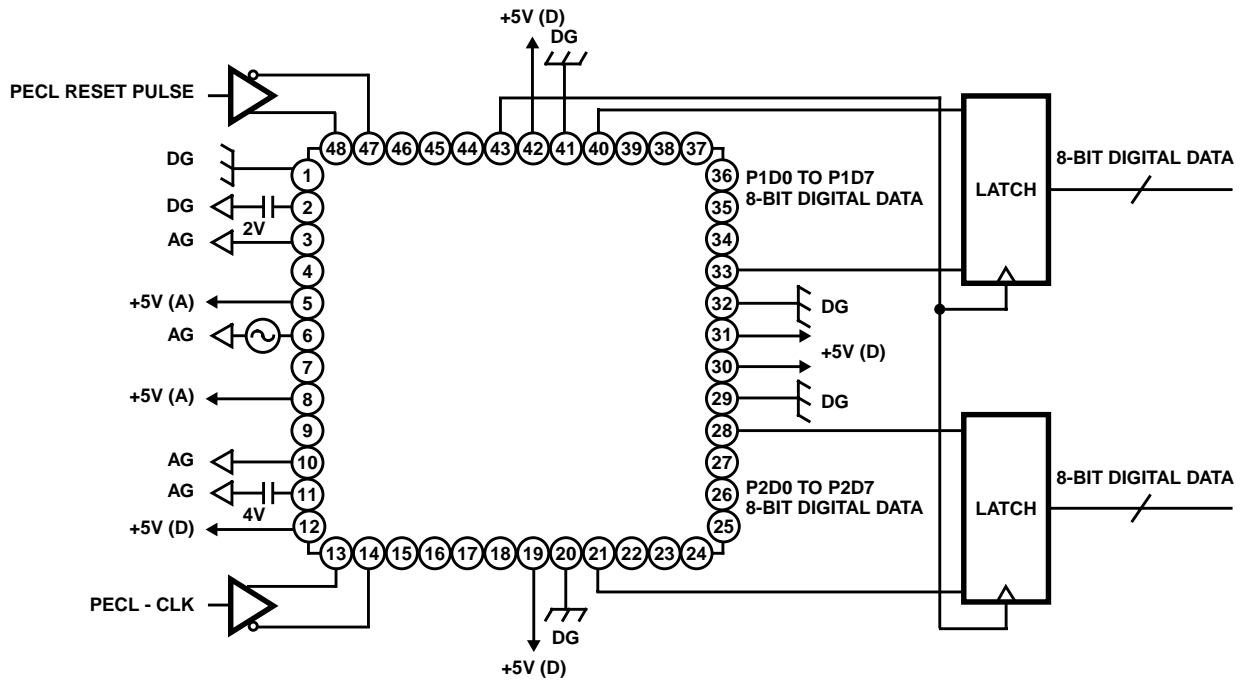 +5V (D)
DG
PECL RESET PULSE
48 47 46 45 44 43 42 41 40 39 38 37
DG
1
DG
2V
2
AG
3
4
+5V (A)
5
AG
6
7
+5V (A)
8
9
AG
10
AG
4V
11
+5V (D)
12
36
P1D0 TO P1D7
8-BIT DIGITAL DATA
35
34
33
32
DG
31
+5V (D)
30
29
DG
28
27
26
P2D0 TO P2D7
8-BIT DIGITAL DATA
25
13 14 15 16 17 18 19 20 21 22 23 24
PECL - CLK
DG
+5V (D)
LATCH
8-BIT DIGITAL DATA
LATCH
8-BIT DIGITAL DATA